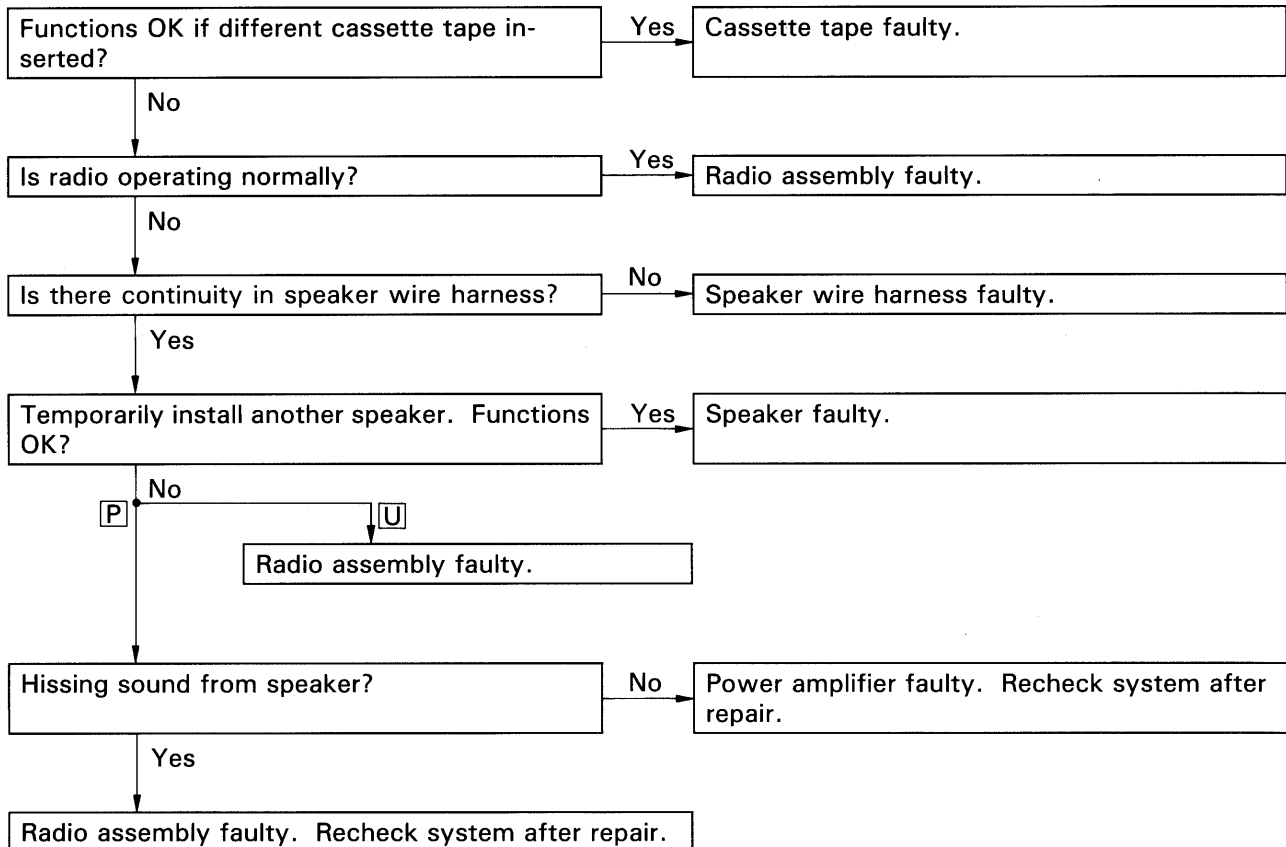 Functions OK if different cassette tape in-
serted?
Yes
Cassette tape faulty.
No
Is radio operating normally?
Yes
Radio assembly faulty.
No
Is there continuity in speaker wire harness?
No
Speaker wire harness faulty.
Yes
Temporarily install another speaker. Functions
OK?
Yes
Speaker faulty.
No
P
U
Radio assembly faulty.
Hissing sound from speaker?
No
Power amplifier faulty. Recheck system after
repair.
Yes
Radio assembly faulty. Recheck system after repair.